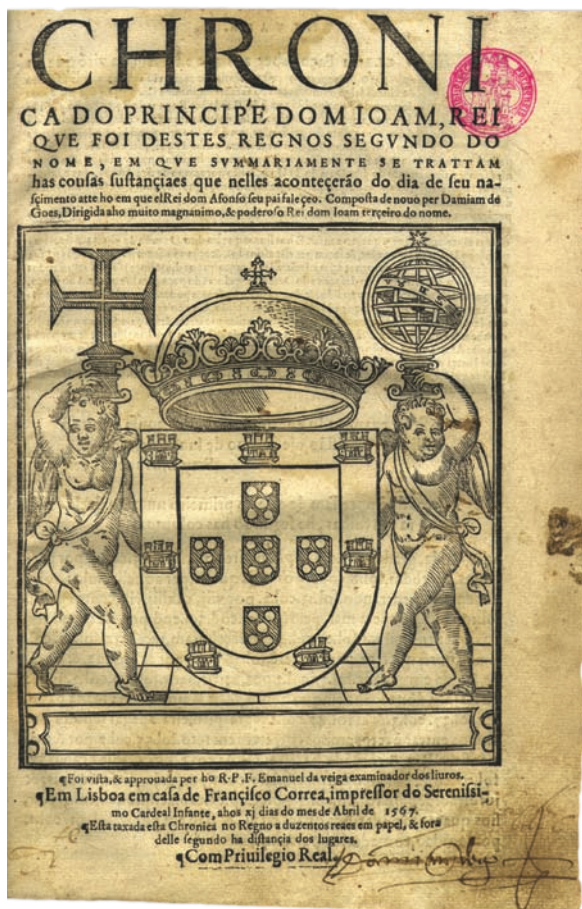 CHRONI
CA DO PRINCIPE DOM IOAM, REI
QVE FOI DESTES REGNOS SEGVNDO DO
NOME, EM QVE SVMMARIAMENTE SE TRATTAM
has cousas sustançiaes que nelles aconteçerão do dia de seu na-
sçimento atte ho em que elRei dom Afonso seu pai faleçeo. Composta de nouo per Damiam de
Goes, Dirigida aho muito magnanimo, & poderoso Rei dom Ioam terçeiro do nome.
¶Foi vista, & approuada per ho R. P. F. Emanuel da veiga examinador dos liuros.
¶Em Lisboa em casa de Françisco Correa, impressor do Serenissi-
mo Cardeal Infante, ahos xj dias do mes de Abril de 1567.
¶Esta taxada esta Chronica no Regno a duzentos reaes em papel, & fora
delle segundo ha distançia dos lugares.
¶Com Priuilegio Real.